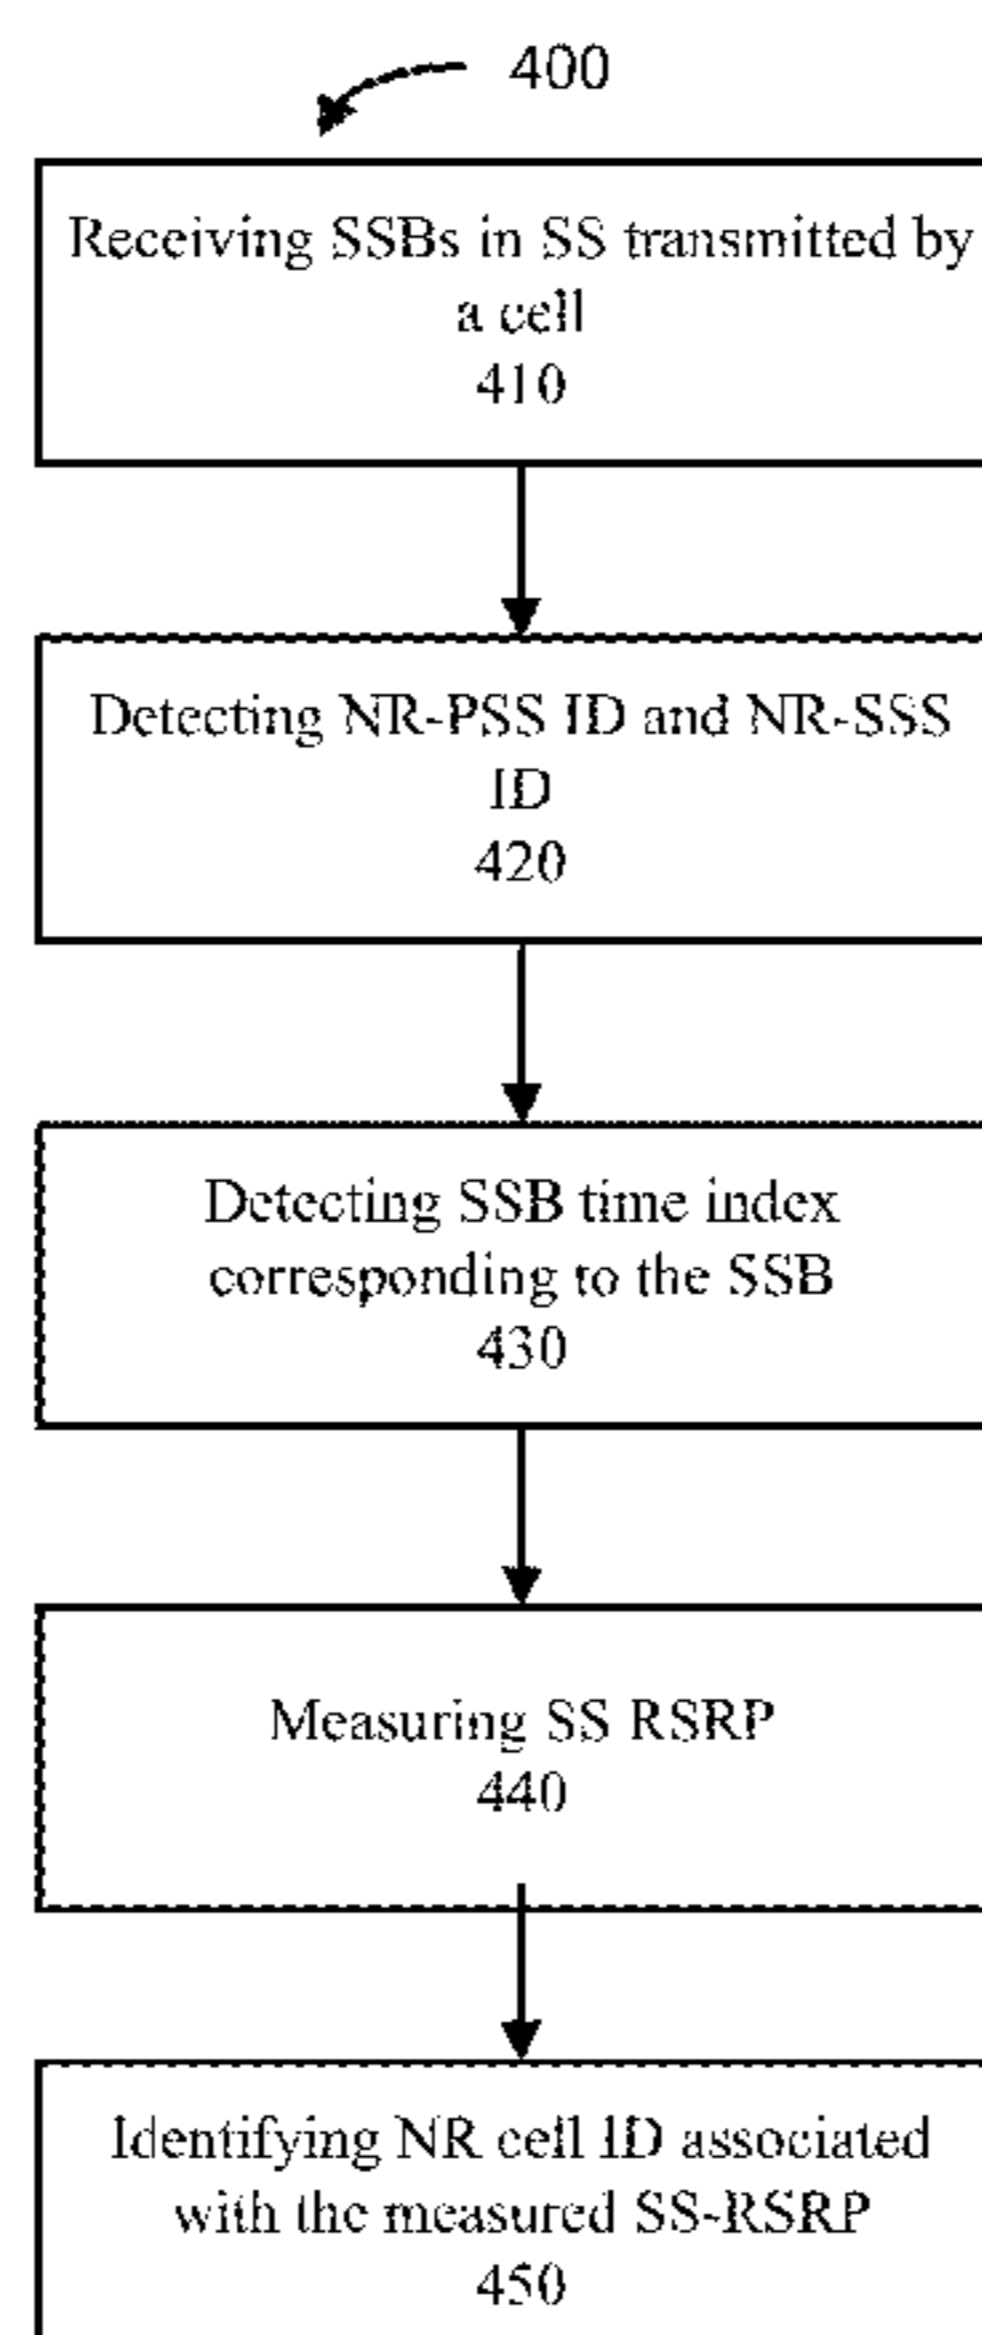 400
Receiving SSBs in SS transmitted by
a cell
410
Detecting NR-PSS ID and NR-SSS
ID
420
Detecting SSB time index
corresponding to the SSB
430
Measuring SS RSRP
440
Identifying NR cell ID associated
with the measured SS-RSRP
450